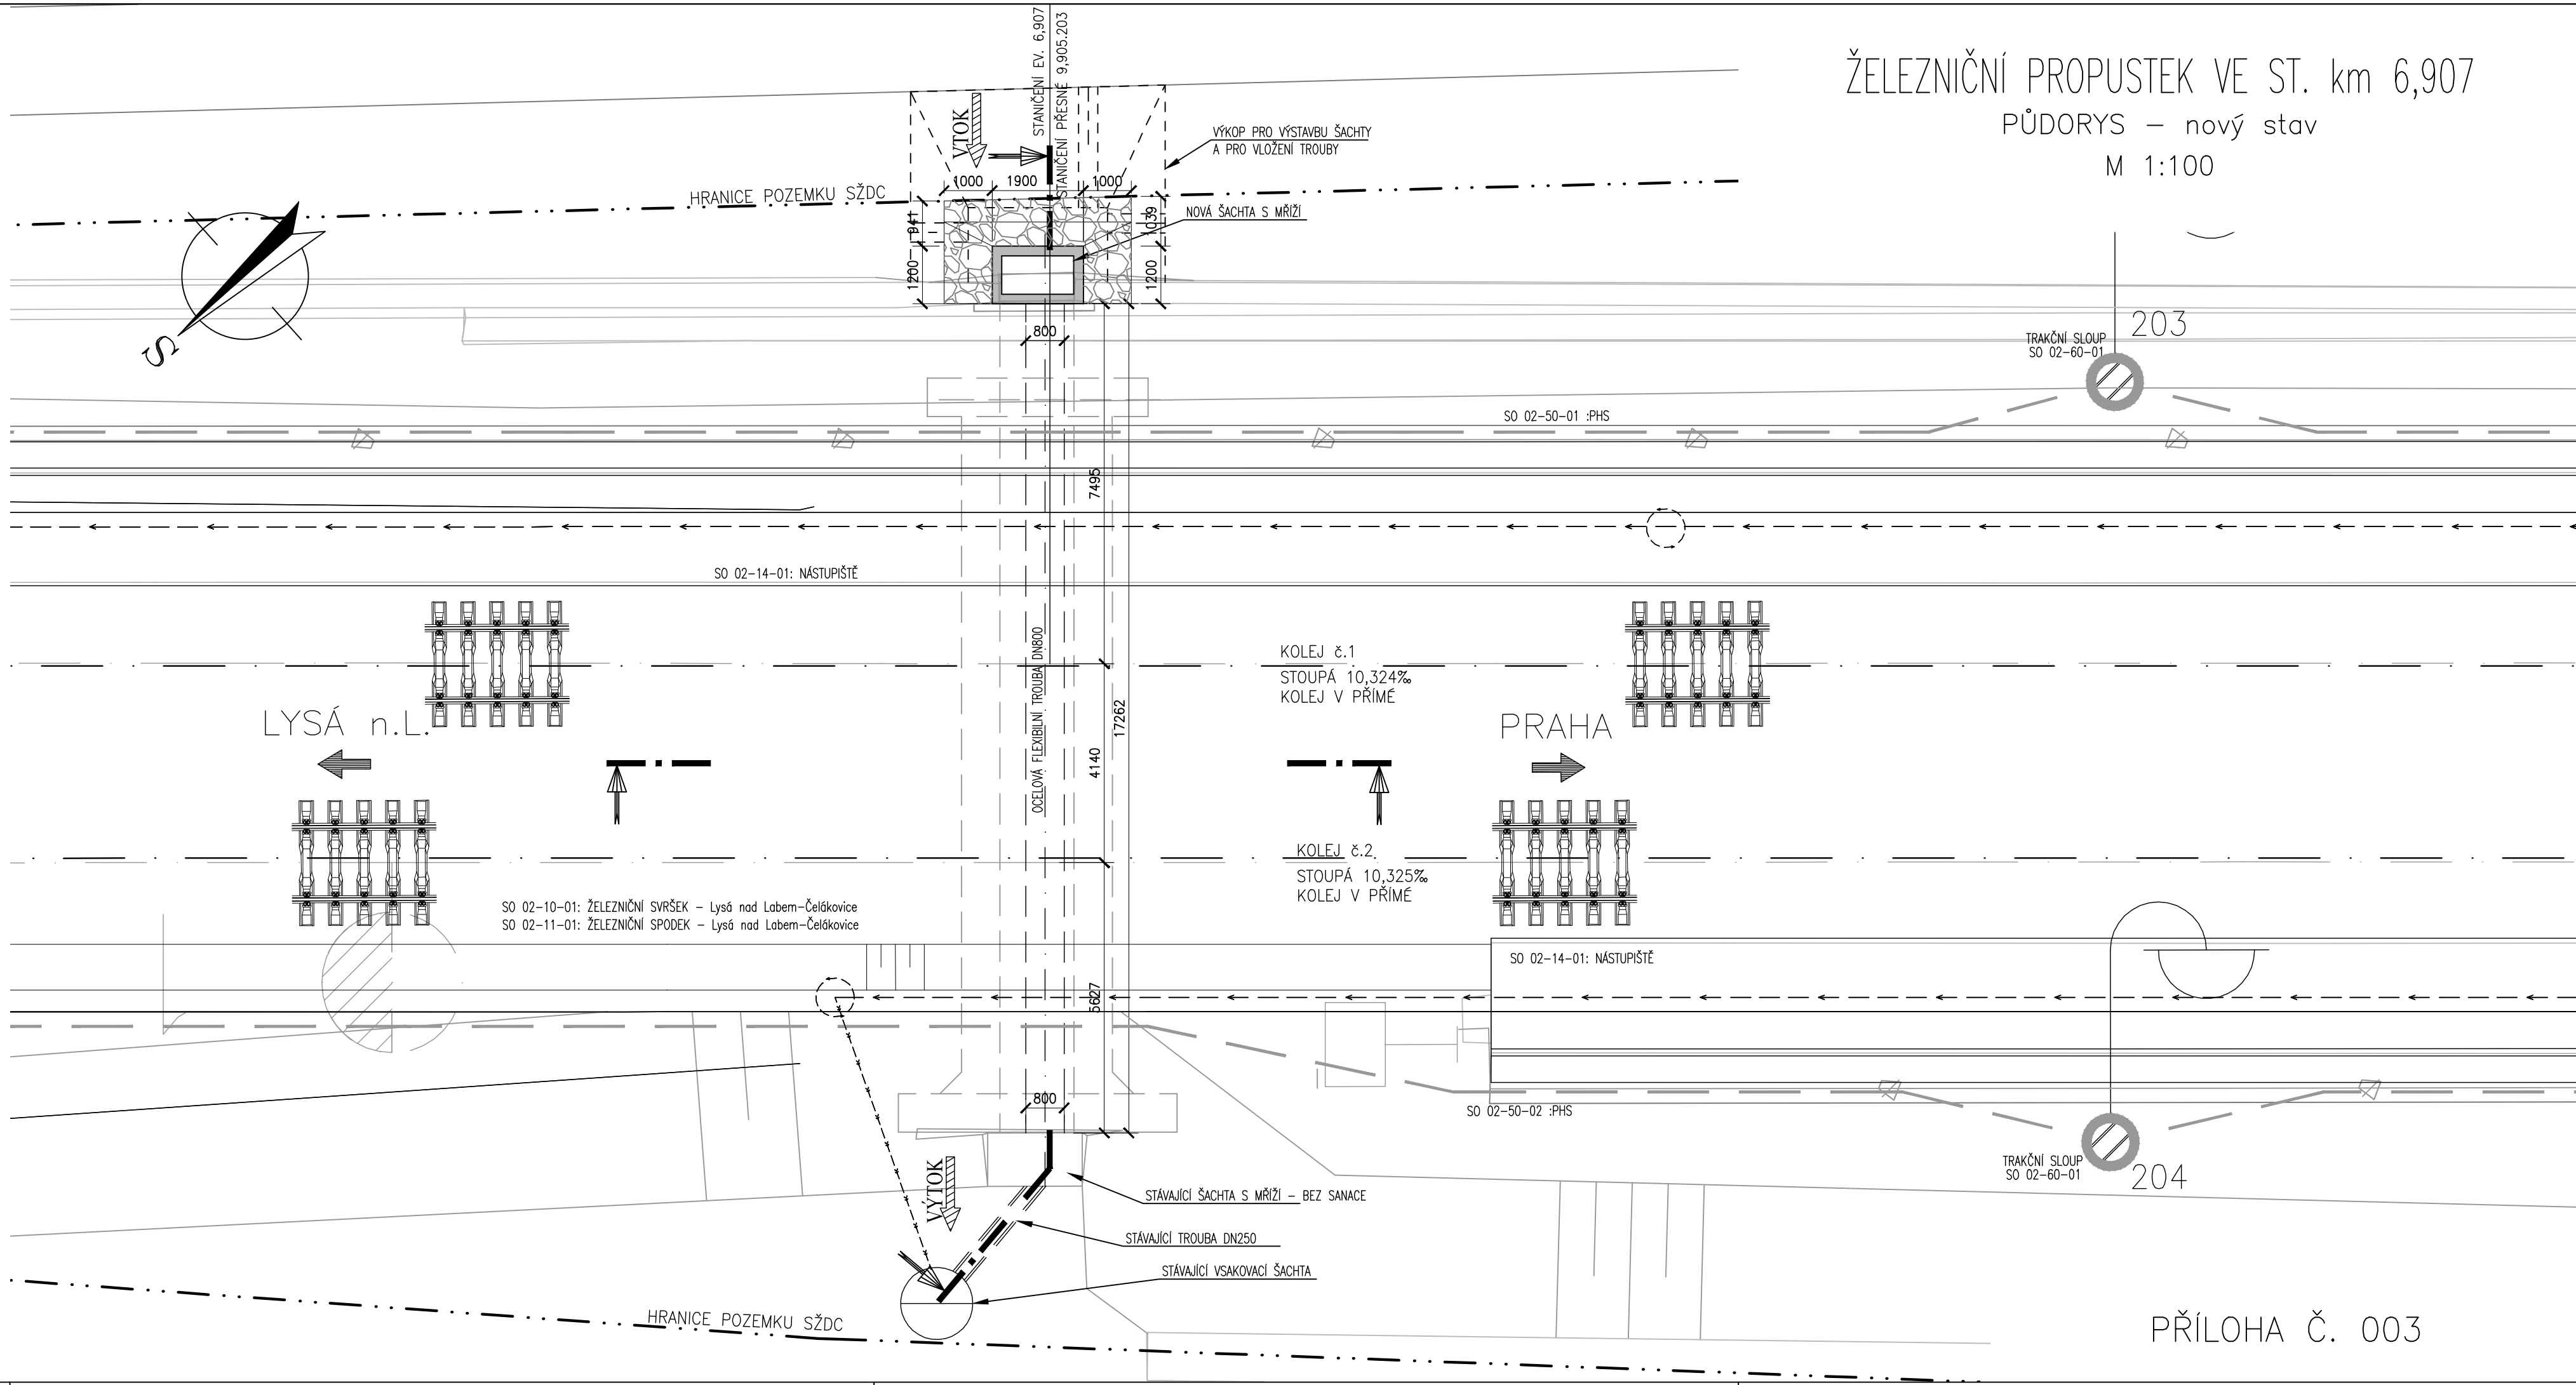 ŽELEZNIČNÍ PROPUSTEK VE ST. km 6,907
PŮDORYS – nový stav
M 1:100
STANIČENÍ EV. 6,907
STANIČENÍ PŘESNÉ 9,905.203
VTOK
VÝKOP PRO VÝSTAVBU ŠACHTY
A PRO VLOŽENÍ TROUBY
1000
1900
1000
HRANICE POZEMKU SŽDC
NOVÁ ŠACHTA S MŘÍŽÍ
941
1039
1200
1200
S
800
203
TRAKČNÍ SLOUP
SO 02-60-01
SO 02-50-01 :PHS
7495
SO 02-14-01: NÁSTUPIŠTĚ
OCELOVÁ FLEXIBILNÍ TROUBA DN800
KOLEJ č.1
STOUPÁ 10,324‰
KOLEJ V PŘÍMÉ
LYSÁ n.L.
17262
4140
PRAHA
KOLEJ č.2
STOUPÁ 10,325‰
KOLEJ V PŘÍMÉ
SO 02-10-01: ŽELEZNIČNÍ SVRŠEK – Lysá nad Labem-Čelákovice
SO 02-11-01: ŽELEZNIČNÍ SPODEK – Lysá nad Labem-Čelákovice
SO 02-14-01: NÁSTUPIŠTĚ
5627
800
SO 02-50-02 :PHS
TRAKČNÍ SLOUP
SO 02-60-01
204
VÝTOK
STÁVAJÍCÍ ŠACHTA S MŘÍŽÍ – BEZ SANACE
STÁVAJÍCÍ TROUBA DN250
STÁVAJÍCÍ VSAKOVACÍ ŠACHTA
HRANICE POZEMKU SŽDC
PŘÍLOHA Č. 003